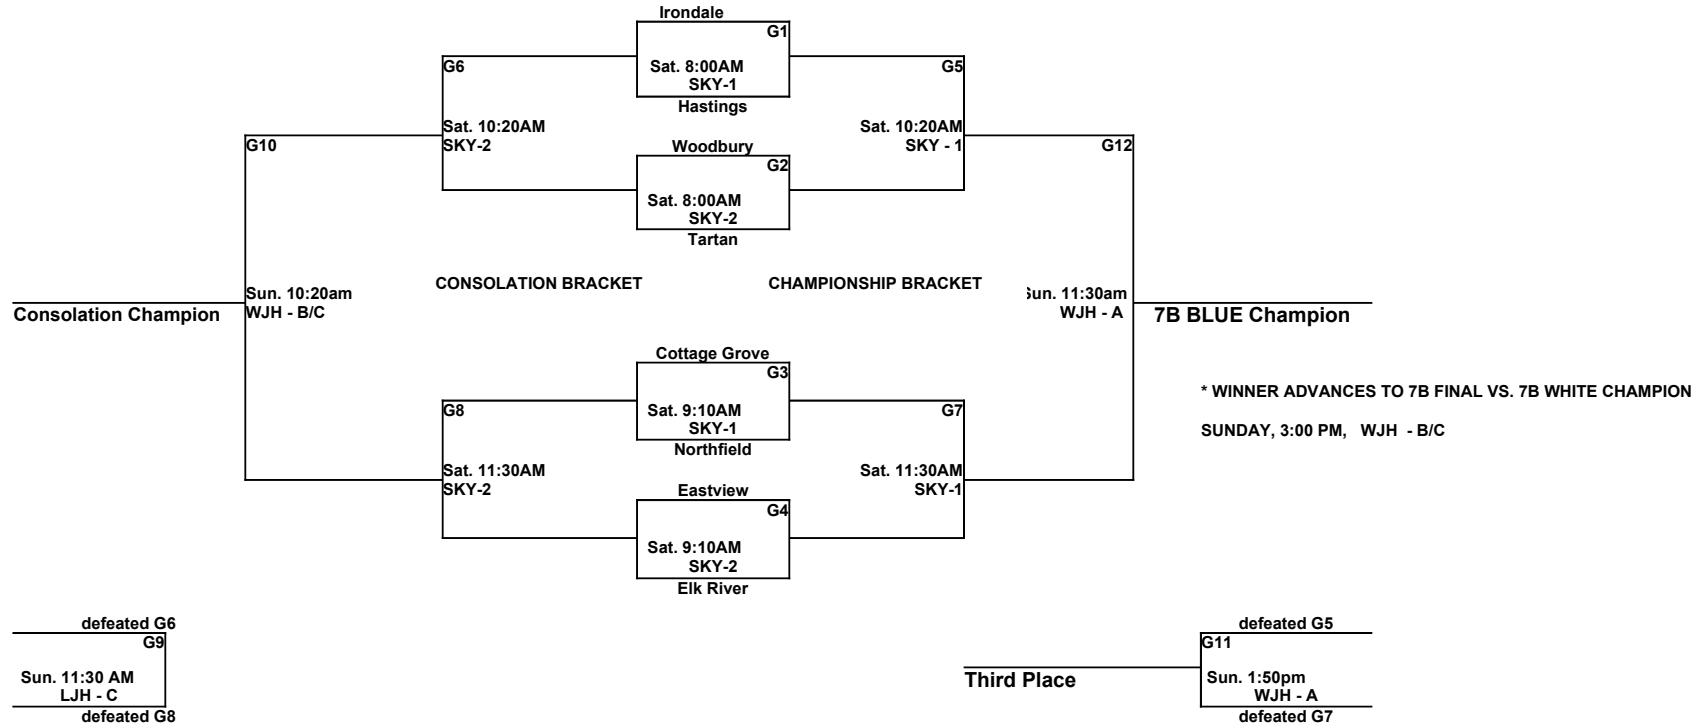 Irondale
G1
G6
Sat. 8:00AM
G5
SKY-1
Hastings
Sat. 10:20AM
Sat. 10:20AM
G10
SKY-2
Woodbury
SKY - 1
G12
G2
Sat. 8:00AM
SKY-2
Tartan
CONSOLATION BRACKET
CHAMPIONSHIP BRACKET
Sun. 10:20am
Sun. 11:30am
Consolation Champion
WJH - B/C
WJH - A
7B BLUE Champion
Cottage Grove
G3
* WINNER ADVANCES TO 7B FINAL VS. 7B WHITE CHAMPION
G8
Sat. 9:10AM
G7
SKY-1
SUNDAY, 3:00 PM, WJH - B/C
Northfield
Sat. 11:30AM
Sat. 11:30AM
SKY-2
Eastview
SKY-1
G4
Sat. 9:10AM
SKY-2
Elk River
defeated G6
defeated G5
G9
G11
Sun. 11:30 AM
Third Place
Sun. 1:50pm
LJH - C
WJH - A
defeated G8
defeated G7